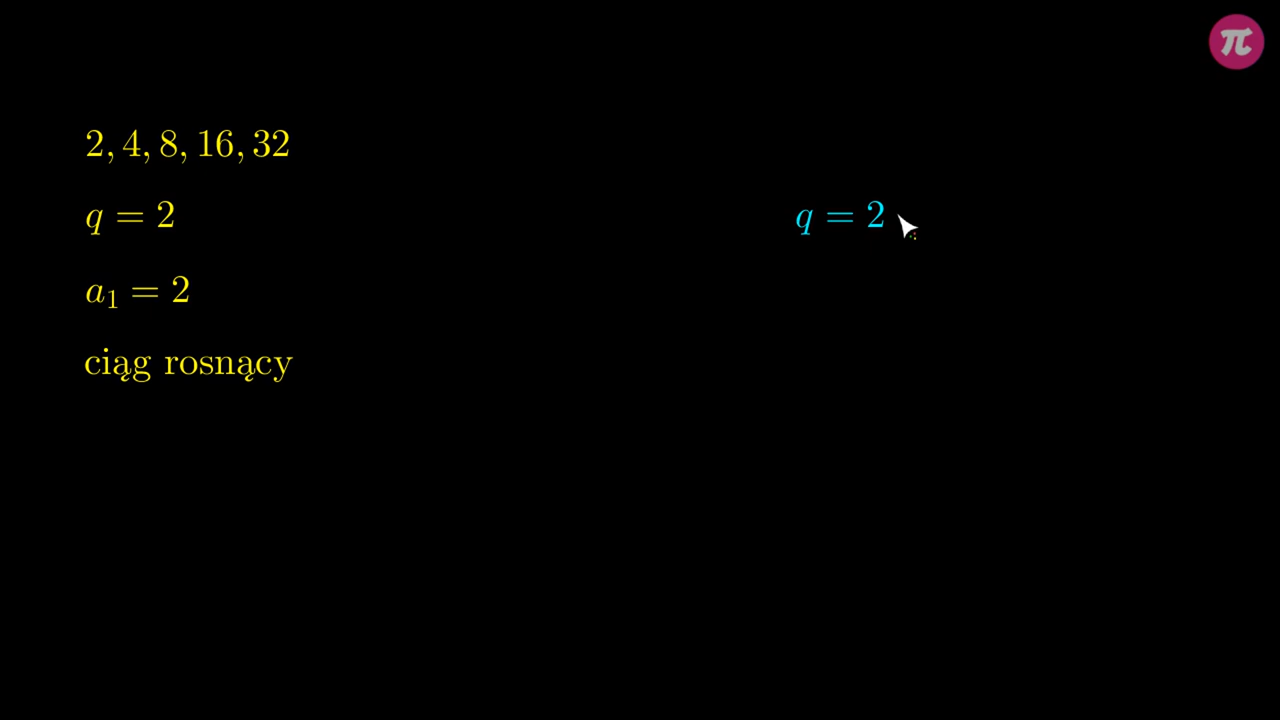 2, 4, 8, 16, 32
q = 2
a₁ = 2
ciąg rosnący
q = 2
π